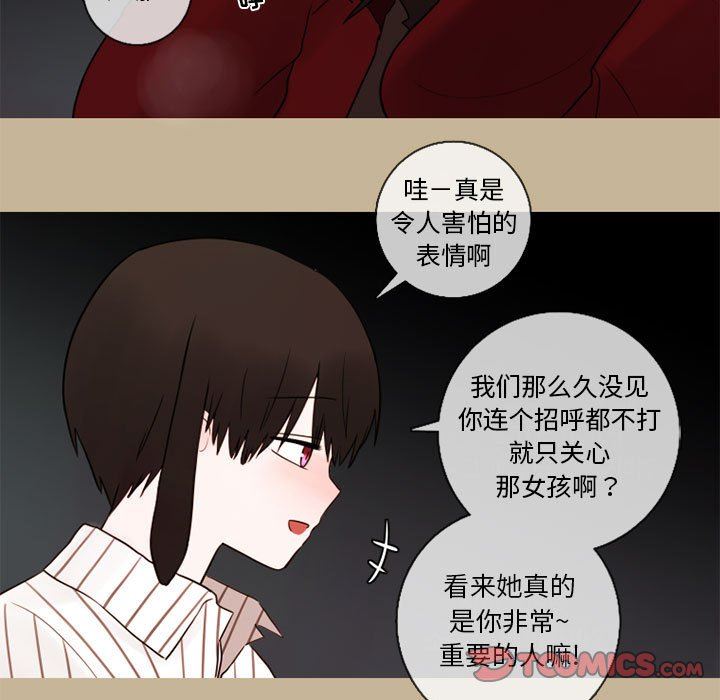 哇－真是
令人害怕的
表情啊
我们那么久没见
你连个招呼都不打
就只关心
那女孩啊？
看来她真的
是你非常~
重要的人嘛!
TOCOMICS.COM